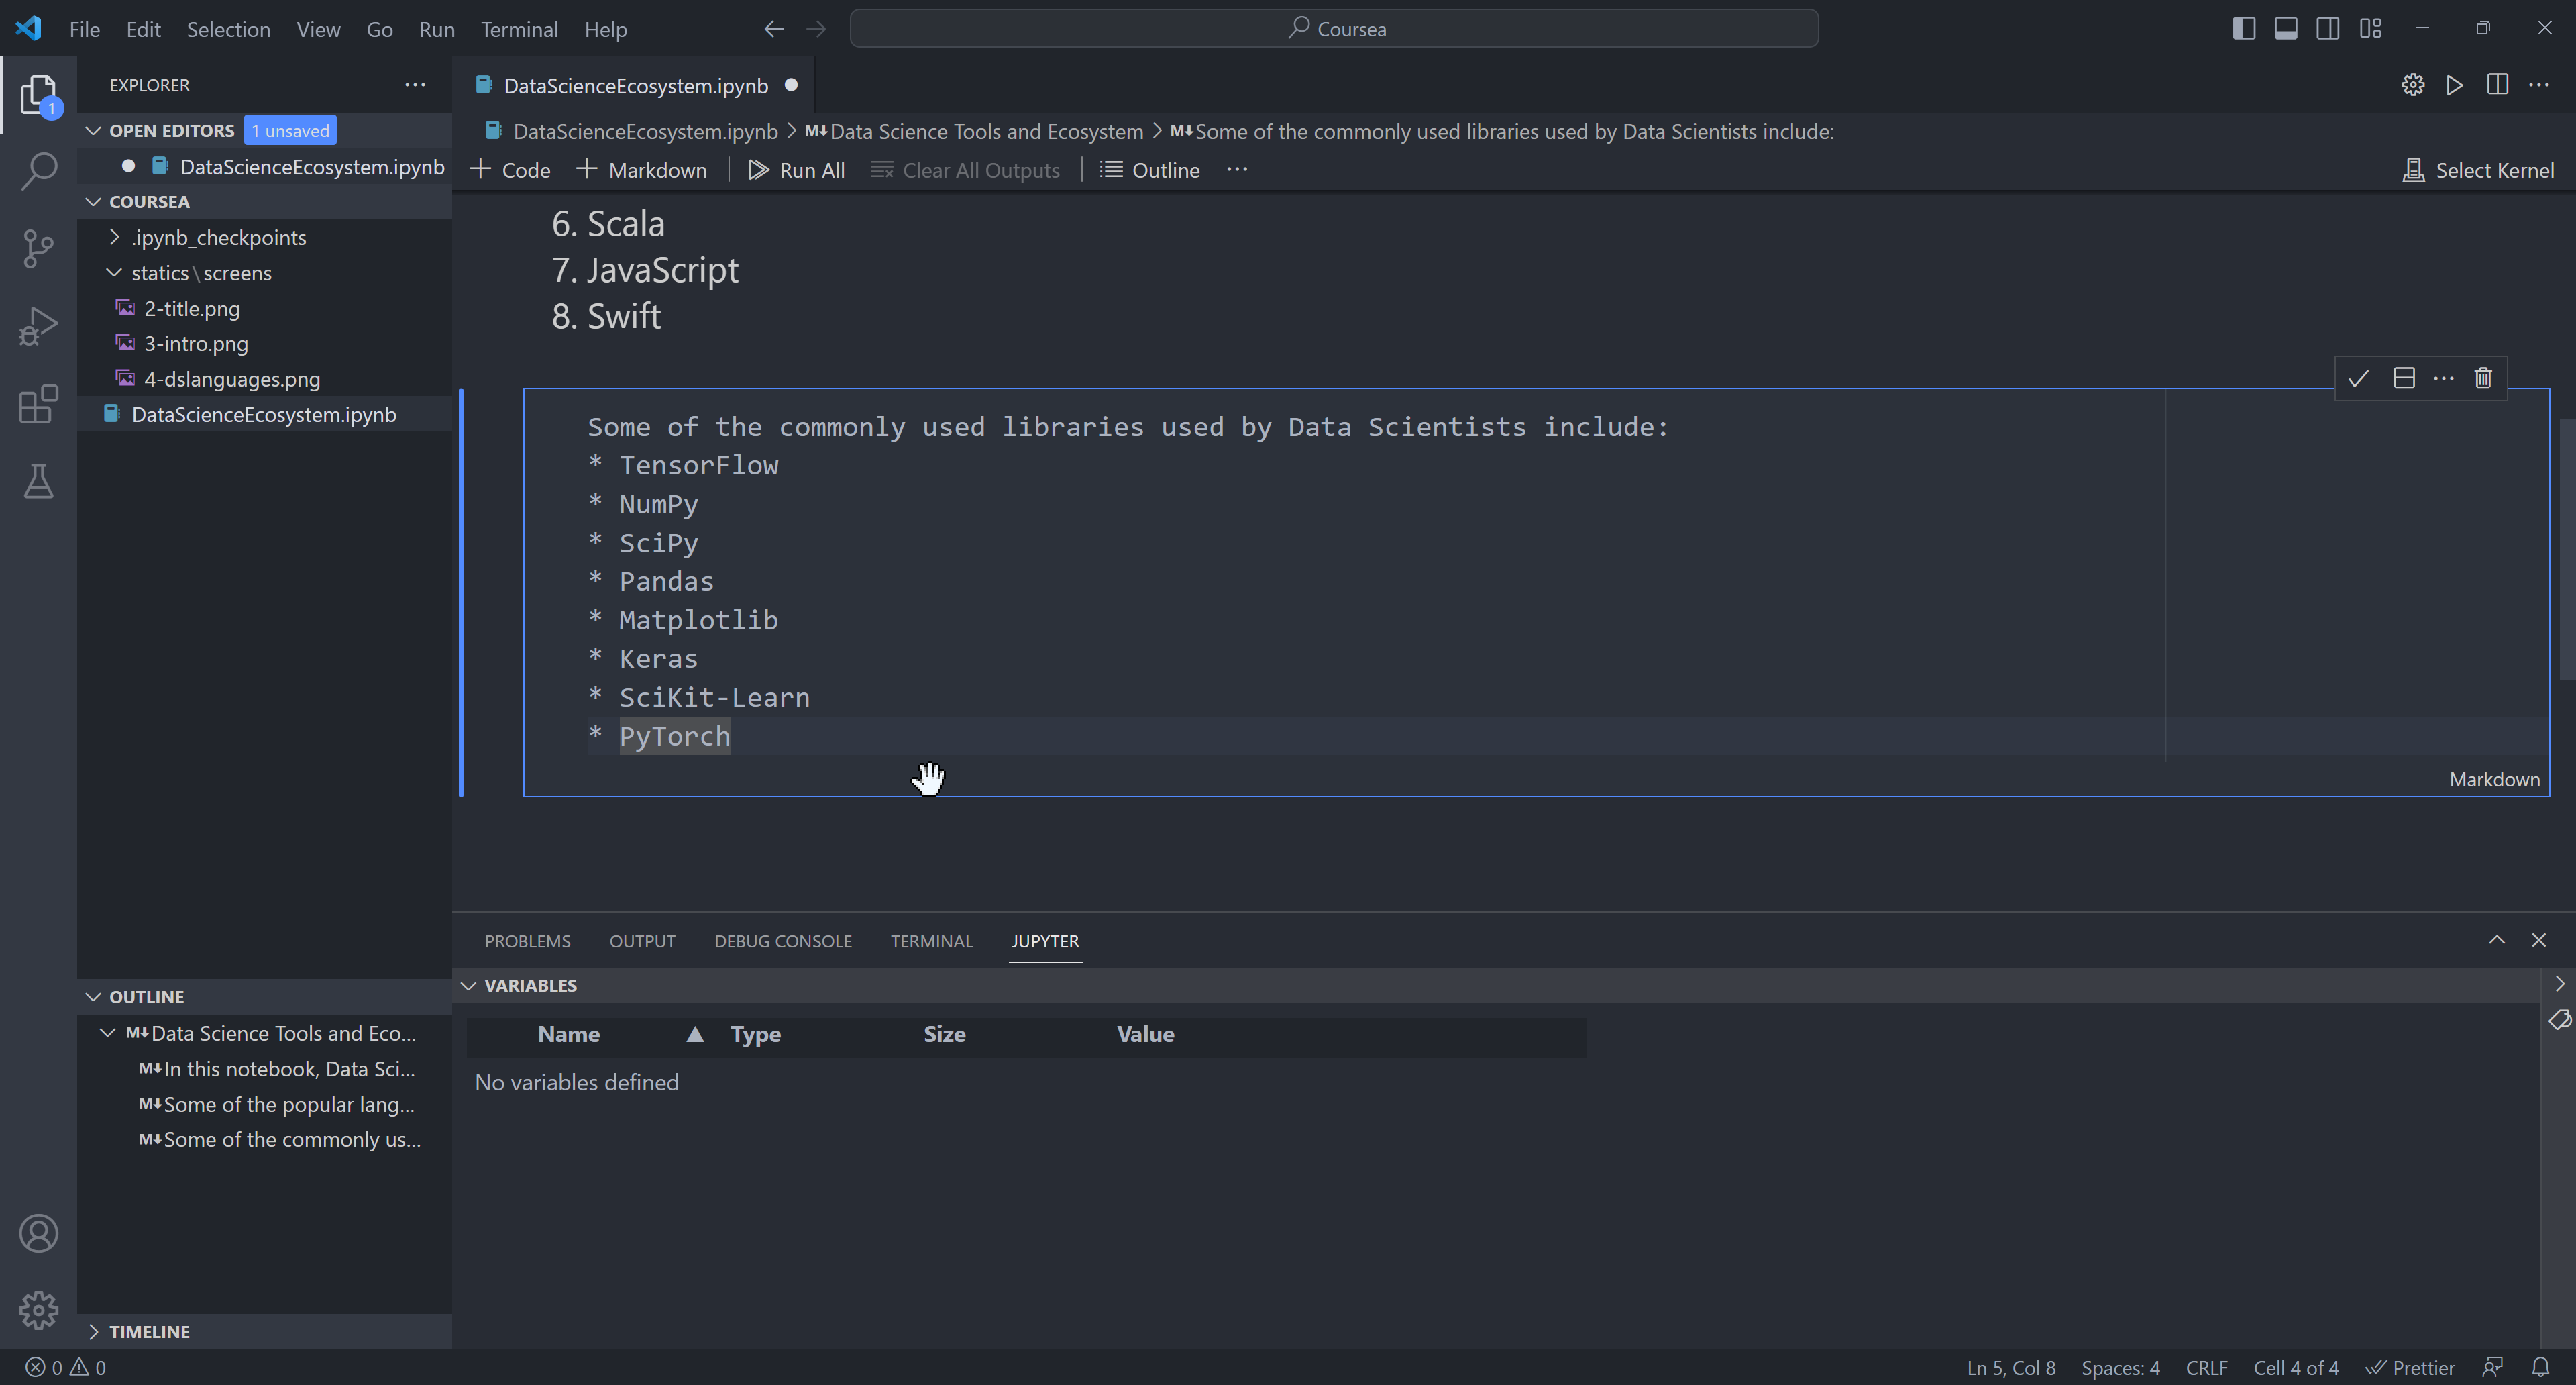 File Edit Selection View Go Run Terminal Help
Coursea
EXPLORER
OPEN EDITORS 1 unsaved
DataScienceEcosystem.ipynb
COURSEA
.ipynb_checkpoints
statics\screens
2-title.png
3-intro.png
4-dslanguages.png
DataScienceEcosystem.ipynb
OUTLINE
M↓Data Science Tools and Eco...
M↓In this notebook, Data Sci...
M↓Some of the popular lang...
M↓Some of the commonly us...
TIMELINE
1
DataScienceEcosystem.ipynb
DataScienceEcosystem.ipynb > M↓Data Science Tools and Ecosystem > M↓Some of the commonly used libraries used by Data Scientists include:
+ Code + Markdown Run All Clear All Outputs Outline ... Select Kernel
6. Scala
7. JavaScript
8. Swift
Some of the commonly used libraries used by Data Scientists include:
* TensorFlow
* NumPy
* SciPy
* Pandas
* Matplotlib
* Keras
* SciKit-Learn
* PyTorch
Markdown
PROBLEMS OUTPUT DEBUG CONSOLE TERMINAL JUPYTER
VARIABLES
Name Type Size Value
No variables defined
0 0 Ln 5, Col 8 Spaces: 4 CRLF Cell 4 of 4 Prettier